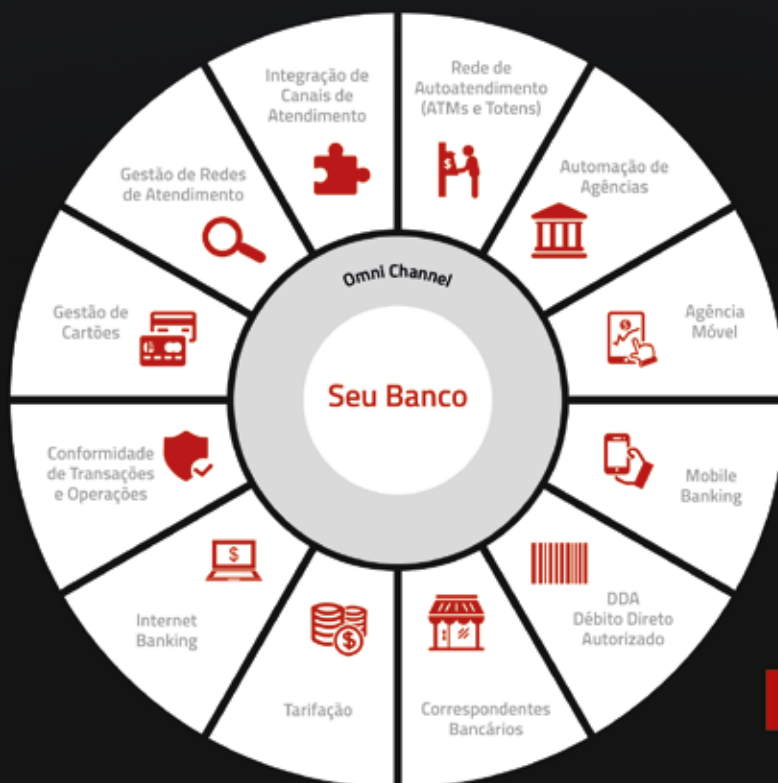 Integração de
Canais de
Atendimento
Rede de
Autoatendimento
(ATMs e Totens)
Automação de
Agências
Agência
Móvel
Mobile
Banking
DDA
Débito Direto
Autorizado
Correspondentes
Bancários
Tarifação
Internet
Banking
Conformidade
de Transações
e Operações
Gestão de
Cartões
Gestão de Redes
de Atendimento
Omni Channel
Seu Banco